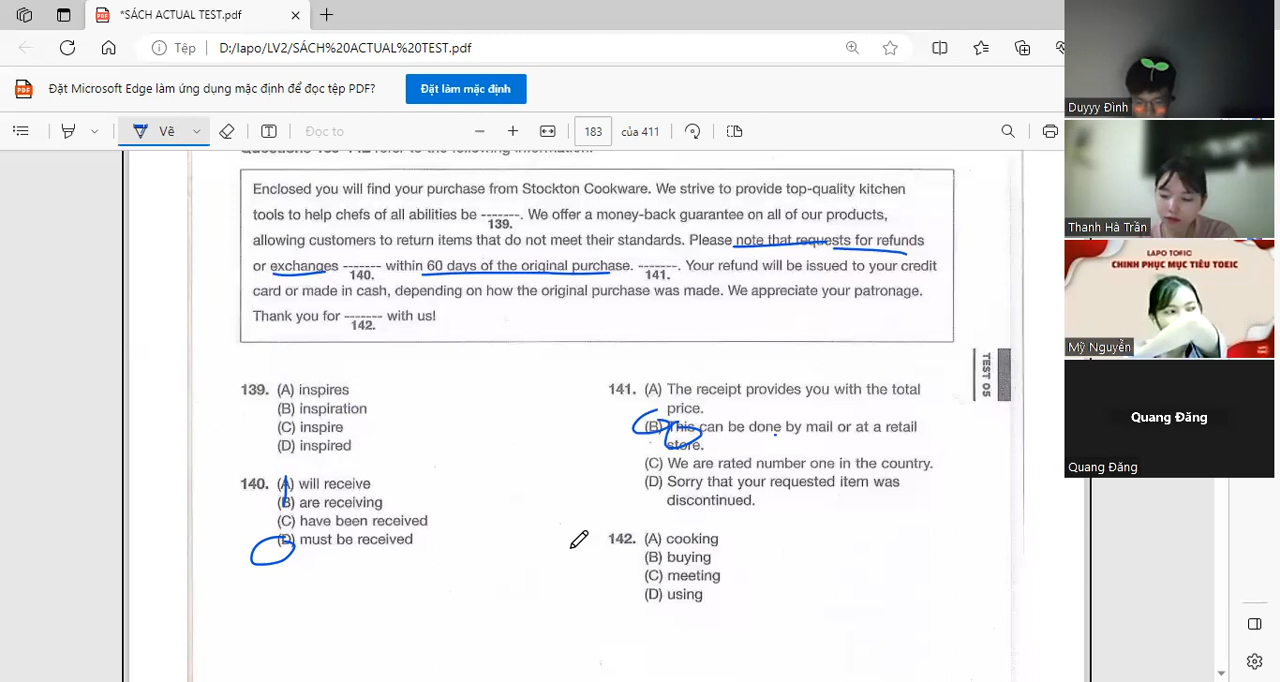 *SÁCH ACTUAL TEST.pdf
Tệp
D:/lapo/LV2/SÁCH%20ACTUAL%20TEST.pdf
Đặt Microsoft Edge làm ứng dụng mặc định để đọc tệp PDF?
Đặt làm mặc định
Vẽ
Đọc to
183
của 411
Questions 139-142 refer to the following information.
Enclosed you will find your purchase from Stockton Cookware. We strive to provide top-quality kitchen
tools to help chefs of all abilities be -------. We offer a money-back guarantee on all of our products,
139.
allowing customers to return items that do not meet their standards. Please note that requests for refunds
or exchanges ------- within 60 days of the original purchase. -------. Your refund will be issued to your credit
140.
141.
card or made in cash, depending on how the original purchase was made. We appreciate your patronage.
Thank you for ------- with us!
142.
139. (A) inspires
(B) inspiration
(C) inspire
(D) inspired
140. (A) will receive
(B) are receiving
(C) have been received
(D) must be received
141. (A) The receipt provides you with the total
price.
(B) This can be done by mail or at a retail
store.
(C) We are rated number one in the country.
(D) Sorry that your requested item was
discontinued.
142. (A) cooking
(B) buying
(C) meeting
(D) using
TEST 05
Duyyy Đình
Thanh Hà Trần
LAPO TOEIC
CHINH PHỤC MỤC TIÊU TOEIC
Mỹ Nguyễn
Quang Đăng
Quang Đăng